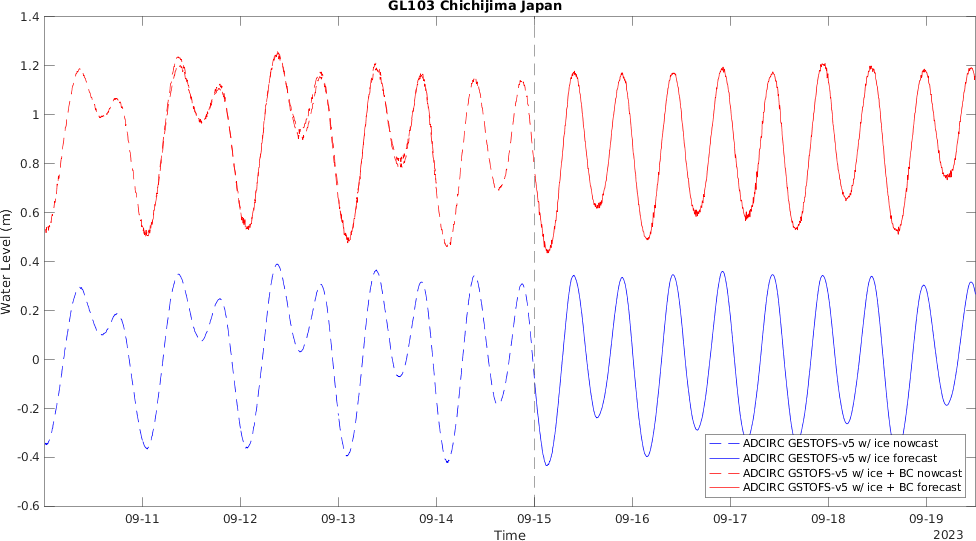 GL103 Chichijima Japan
1.4
1.2
1
0.8
0.6
0.4
0.2
0
-0.2
-0.4
-0.6
Water Level (m)
ADCIRC GESTOFS-v5 w/ ice nowcast
ADCIRC GESTOFS-v5 w/ ice forecast
ADCIRC GSTOFS-v5 w/ ice + BC nowcast
ADCIRC GSTOFS-v5 w/ ice + BC forecast
09-11 09-12 09-13 09-14 09-15 09-16 09-17 09-18 09-19
Time
2023